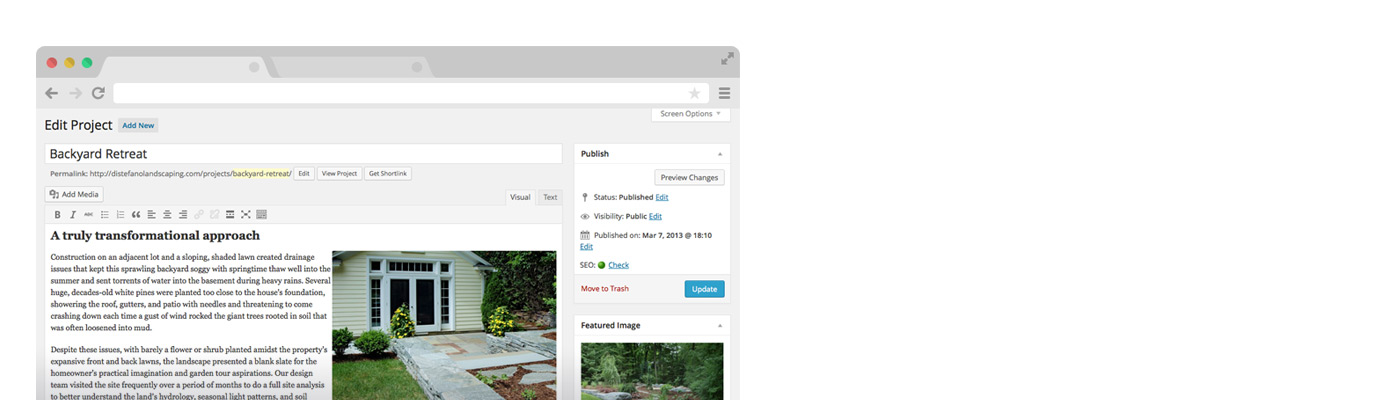 Screen Options
Edit Project Add New
Backyard Retreat
Permalink: http://distefanolandscaping.com/projects/backyard-retreat/ Edit View Project Get Shortlink
Add Media
Visual Text
B I ABC
A truly transformational approach
Construction on an adjacent lot and a sloping, shaded lawn created drainage
issues that kept this sprawling backyard soggy with springtime thaw well into the
summer and sent torrents of water into the basement during heavy rains. Several
huge, decades-old white pines were planted too close to the house's foundation,
showering the roof, gutters, and patio with needles and threatening to come
crashing down each time a gust of wind rocked the giant trees rooted in soil that
was often loosened into mud.
Despite these issues, with barely a flower or shrub planted amidst the property's
expansive front and back lawns, the landscape presented a blank slate for the
homeowner's practical imagination and garden tour aspirations. Our design
team visited the site frequently over a period of months to do a full site analysis
to better understand the land's hydrology, seasonal light patterns, and soil
Publish
Preview Changes
Status: Published Edit
Visibility: Public Edit
Published on: Mar 7, 2013 @ 18:10
Edit
SEO: Check
Move to Trash Update
Featured Image